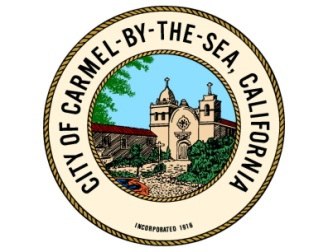 CITY OF CARMEL-BY-THE-SEA, CALIFORNIA
INCORPORATED 1916